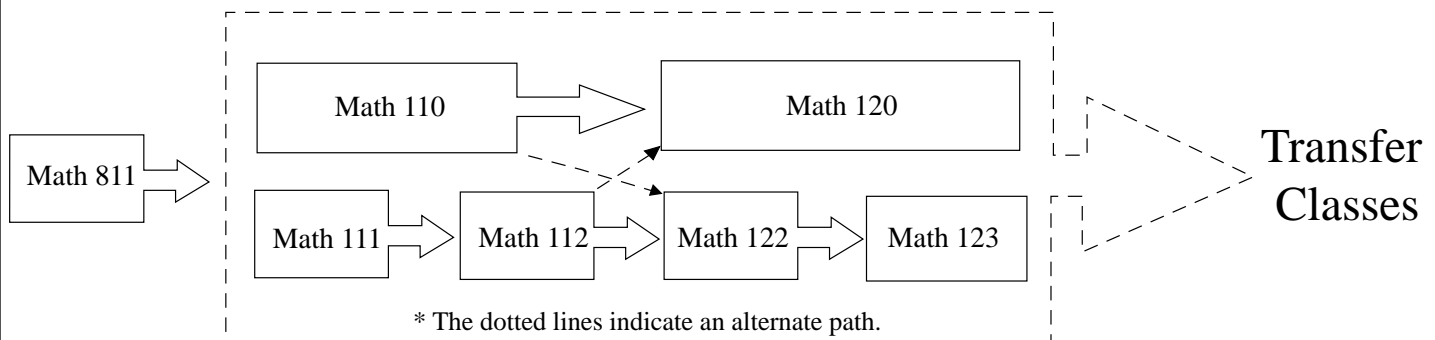 Math 110
Math 120
Math 811
Transfer
Classes
Math 111
Math 112
Math 122
Math 123
* The dotted lines indicate an alternate path.